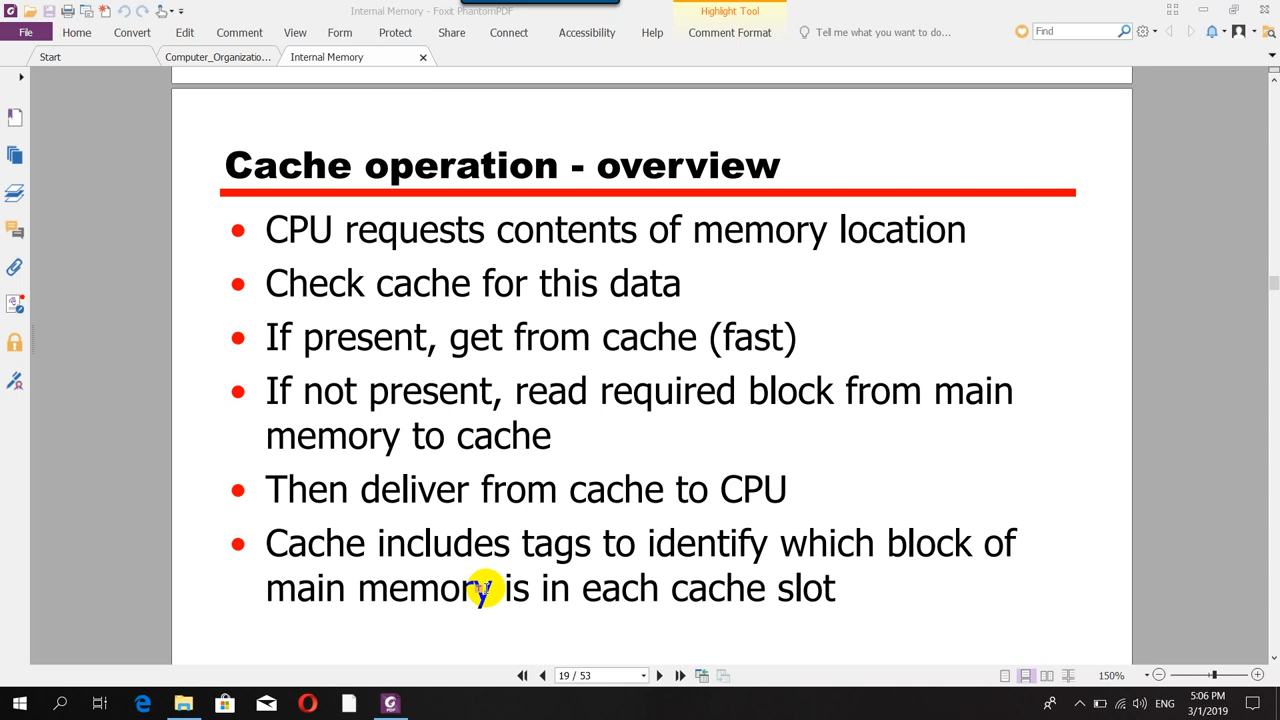 Internal Memory - Foxit PhantomPDF
Highlight Tool
File Home Convert Edit Comment View Form Protect Share Connect Accessibility Help Comment Format Tell me what you want to do... Find
Start Computer_Organizatio... Internal Memory
Cache operation - overview
• CPU requests contents of memory location
• Check cache for this data
• If present, get from cache (fast)
• If not present, read required block from main
memory to cache
• Then deliver from cache to CPU
• Cache includes tags to identify which block of
main memory is in each cache slot
19 / 53
150%
5:06 PM
3/1/2019